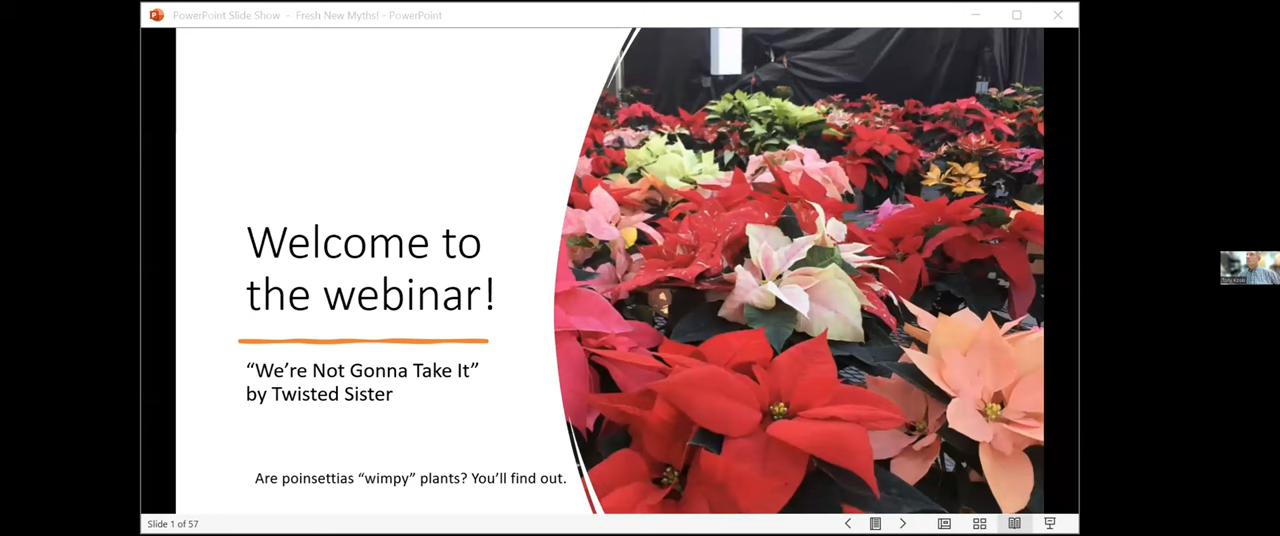 PowerPoint Slide Show - Fresh New Myths! - PowerPoint
Welcome to
the webinar!
“We’re Not Gonna Take It”
by Twisted Sister
Are poinsettias “wimpy” plants? You’ll find out.
Slide 1 of 57